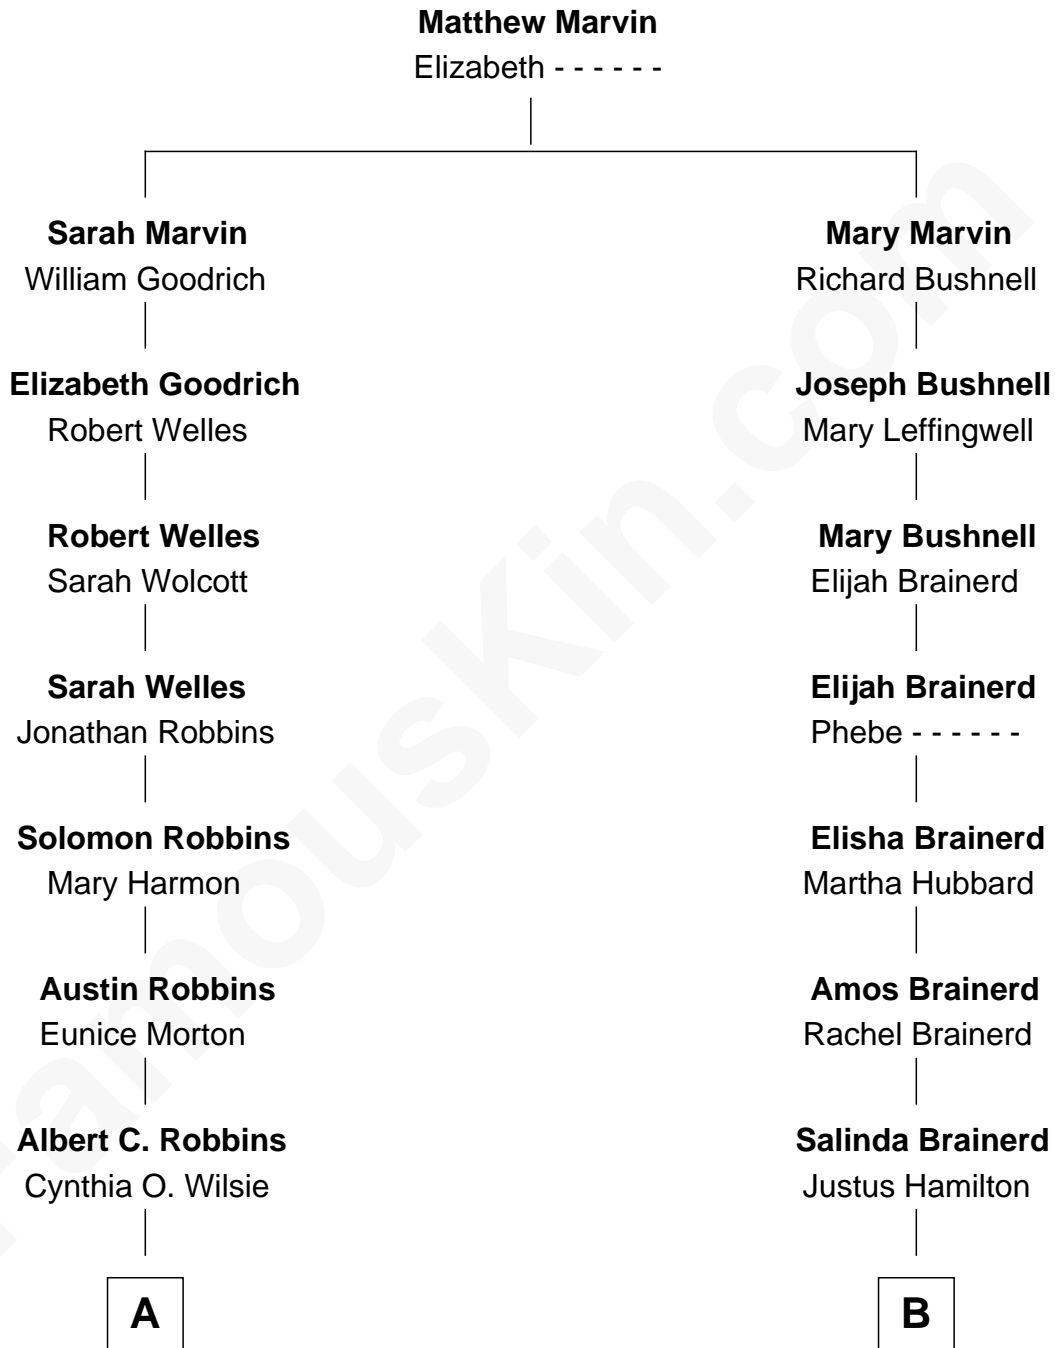 Matthew Marvin
Elizabeth - - - - - -
Sarah Marvin
William Goodrich
Mary Marvin
Richard Bushnell
Elizabeth Goodrich
Robert Welles
Joseph Bushnell
Mary Leffingwell
Robert Welles
Sarah Wolcott
Mary Bushnell
Elijah Brainerd
Sarah Welles
Jonathan Robbins
Elijah Brainerd
Phebe - - - - - -
Solomon Robbins
Mary Harmon
Elisha Brainerd
Martha Hubbard
Austin Robbins
Eunice Morton
Amos Brainerd
Rachel Brainerd
Albert C. Robbins
Cynthia O. Wilsie
Salinda Brainerd
Justus Hamilton
A
B
FamousKin.com